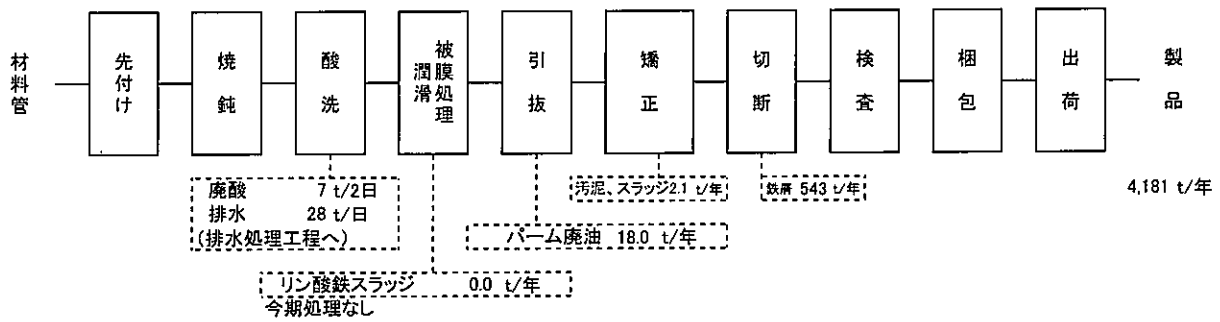 材料管
先付け
焼鈍
酸洗
被膜処理
潤滑
引抜
矯正
切断
検査
梱包
出荷
製品
廃酸 7 t/2日
排水 28 t/日
(排水処理工程へ)
汚泥、スラッジ2.1 t/年
鉄屑 543 t/年
4,181 t/年
パーム廃油 18.0 t/年
リン酸鉄スラッジ 0.0 t/年
今期処理なし